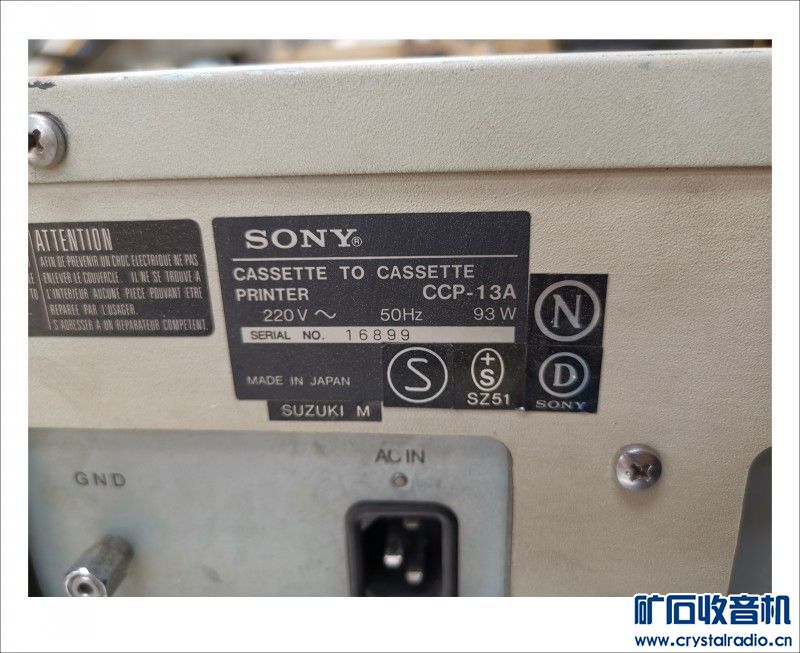 ATTENTION
AFIN DE PREVENIR UN CHOC ELECTRIQUE NE PAS
ENLEVER LE COUVERCLE. IL NE SE TROUVE A
TO L'INTERIEUR AUCUNE PIECE POUVANT ETRE
REPAREE PAR L'USAGER.
S'ADRESSER A UN REPARATEUR COMPETENT.
SONY®
CASSETTE TO CASSETTE
PRINTER CCP-13A
220V ~ 50Hz 93W
SERIAL NO. 16899
MADE IN JAPAN
SUZUKI M
S
+
S
SZ51
N
D
SONY
GND
AC IN
矿石收音机
www.crystalradio.cn